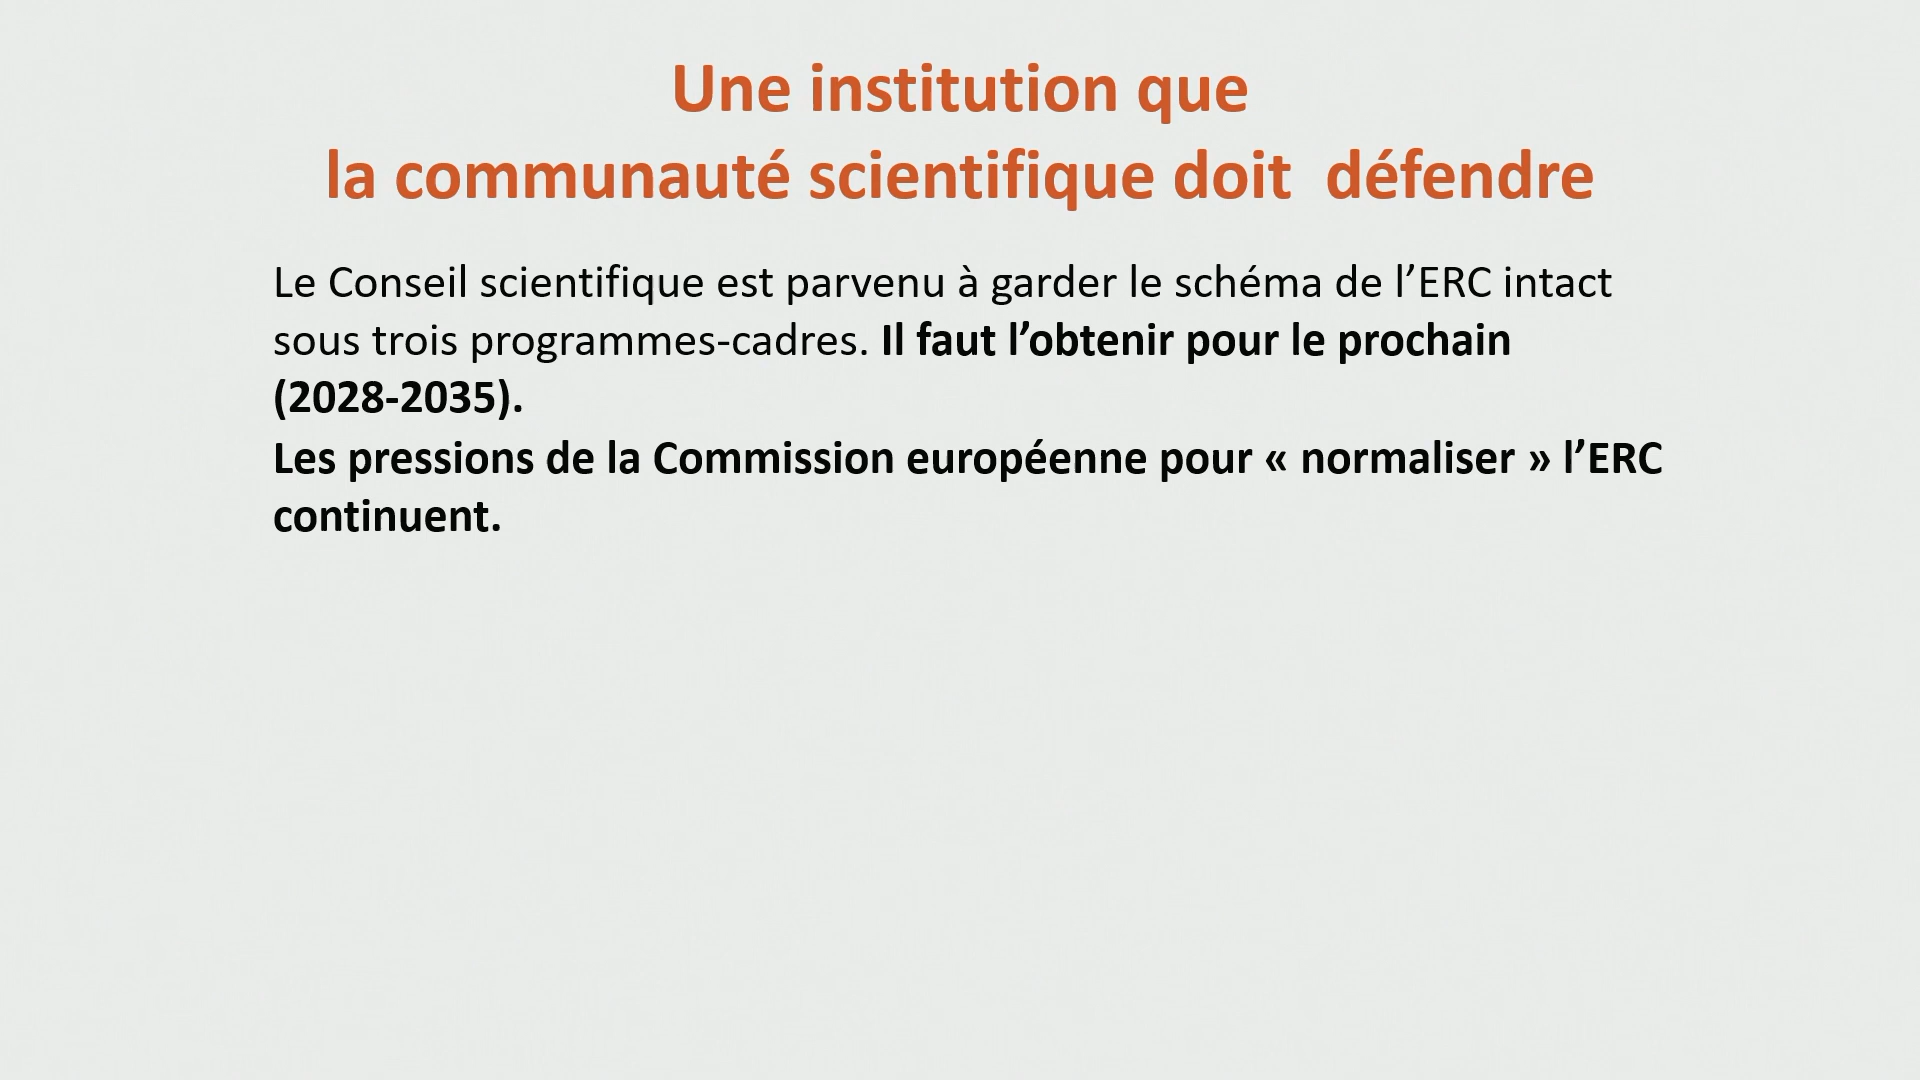 Une institution que
la communauté scientifique doit  défendre
Le Conseil scientifique est parvenu à garder le schéma de l’ERC intact
sous trois programmes-cadres. Il faut l’obtenir pour le prochain
(2028-2035).
Les pressions de la Commission européenne pour « normaliser » l’ERC
continuent.